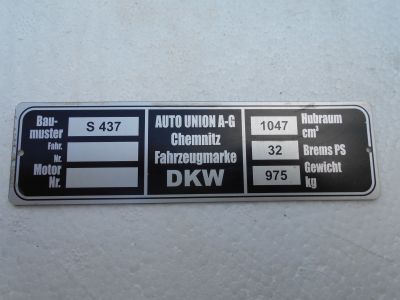 Bau-
muster S 437
Fahr.
Nr.
Motor
Nr.
AUTO UNION A-G
Chemnitz
Fahrzeugmarke
DKW
1047 Hubraum
cm³
32 Brems PS
975 Gewicht
kg